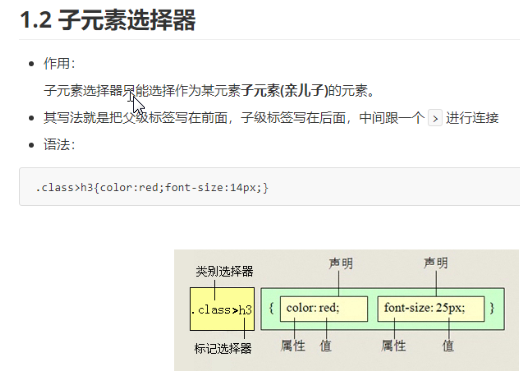 1.2 子元素选择器
作用：
子元素选择器只能选择作为某元素子元素(亲儿子)的元素。
其写法就是把父级标签写在前面，子级标签写在后面，中间跟一个 > 进行连接
语法：
.class>h3{color:red;font-size:14px;}
声明 声明
类别选择器
.class>h3 { color: red; font-size: 25px; }
标记选择器 属性 值 属性 值